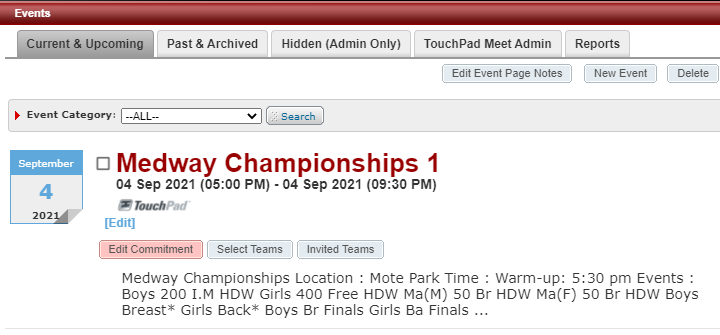 Events
Current & Upcoming Past & Archived Hidden (Admin Only) TouchPad Meet Admin Reports
Edit Event Page Notes New Event Delete
Event Category: --ALL-- Search
September
4
2021
Medway Championships 1
04 Sep 2021 (05:00 PM) - 04 Sep 2021 (09:30 PM)
TouchPad
[Edit]
Edit Commitment Select Teams Invited Teams
Medway Championships Location : Mote Park Time : Warm-up: 5:30 pm Events :
Boys 200 I.M HDW Girls 400 Free HDW Ma(M) 50 Br HDW Ma(F) 50 Br HDW Boys
Breast* Girls Back* Boys Br Finals Girls Ba Finals ...